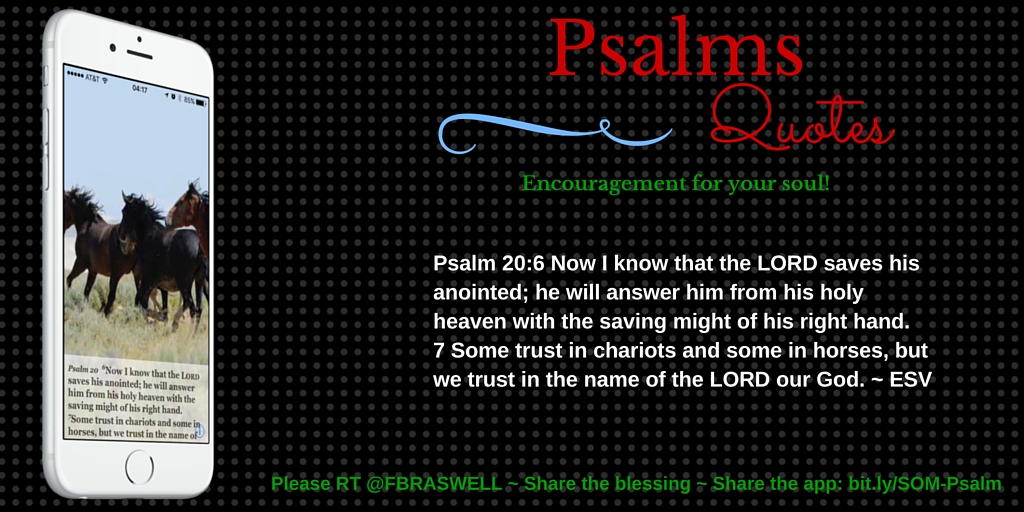 AT&T
04:17
85%
Psalm 20 ⁶Now I know that the LORD
saves his anointed; he will answer
him from his holy heaven with the
saving might of his right hand.
⁷Some trust in chariots and some in
horses, but we trust in the name of
Psalms
Quotes
Encouragement for your soul!
Psalm 20:6 Now I know that the LORD saves his
anointed; he will answer him from his holy
heaven with the saving might of his right hand.
7 Some trust in chariots and some in horses, but
we trust in the name of the LORD our God. ~ ESV
Please RT @FBRASWELL ~ Share the blessing ~ Share the app: bit.ly/SOM-Psalm